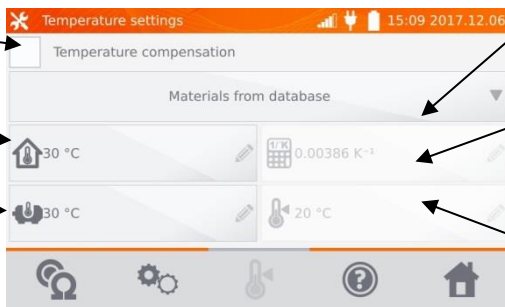 Temperature settings 15:09 2017.12.06
Temperature compensation
Materials from database
30 °C 1/K 0.00386 K⁻¹
30 °C 20 °C
?